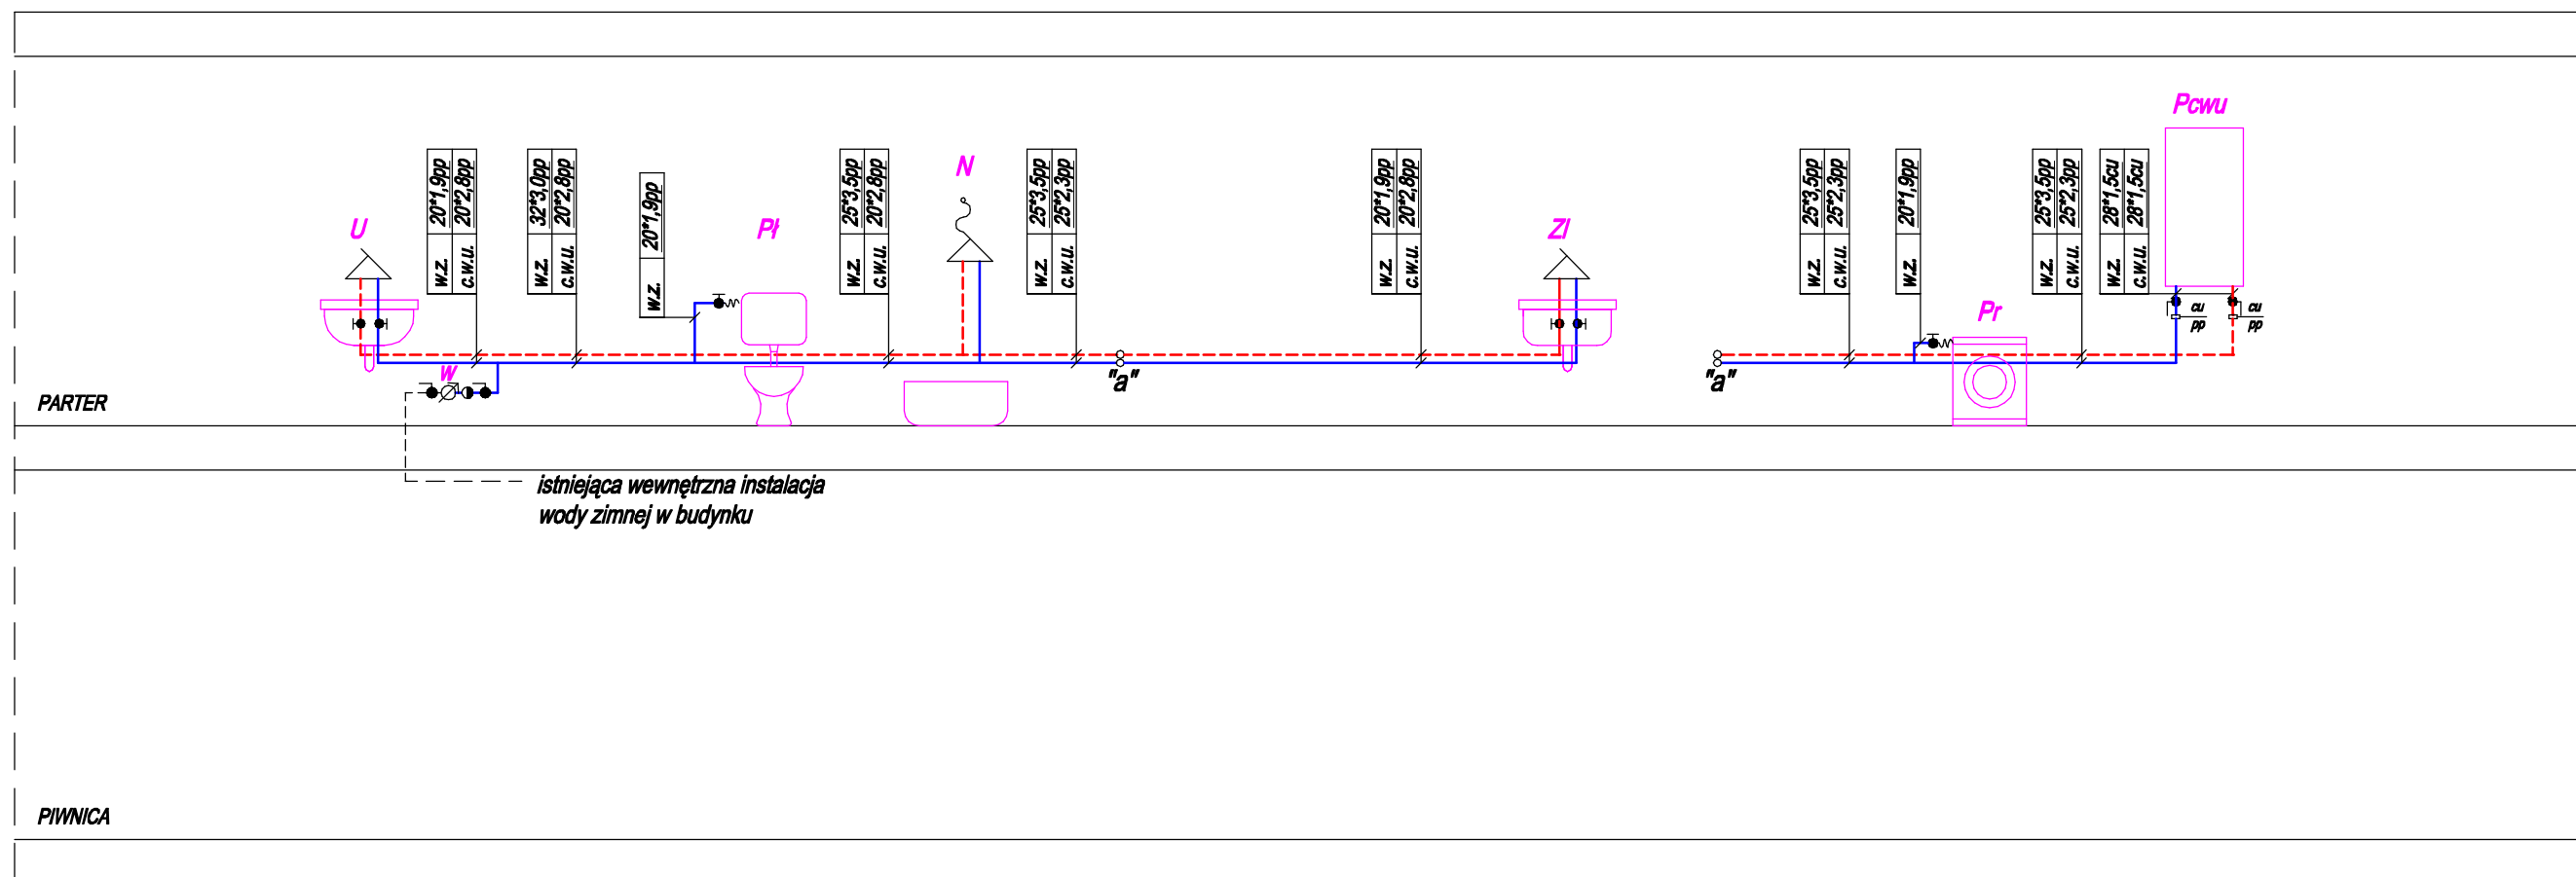 Pcwu
N
U
Pł
Zl
Pr
w.z. 20*1,9pp
c.w.u. 20*2,8pp
w.z. 32*3,0pp
c.w.u. 20*2,8pp
w.z. 20*1,9pp
w.z. 25*3,5pp
c.w.u. 20*2,8pp
w.z. 25*3,5pp
c.w.u. 25*2,3pp
w.z. 20*1,9pp
c.w.u. 20*2,8pp
w.z. 25*3,5pp
c.w.u. 25*2,3pp
w.z. 20*1,9pp
w.z. 25*3,5pp
c.w.u. 25*2,3pp
w.z. 28*1,5cu
c.w.u. 28*1,5cu
cu
pp
cu
pp
W
"a"
"a"
PARTER
istniejąca wewnętrzna instalacja
wody zimnej w budynku
PIWNICA